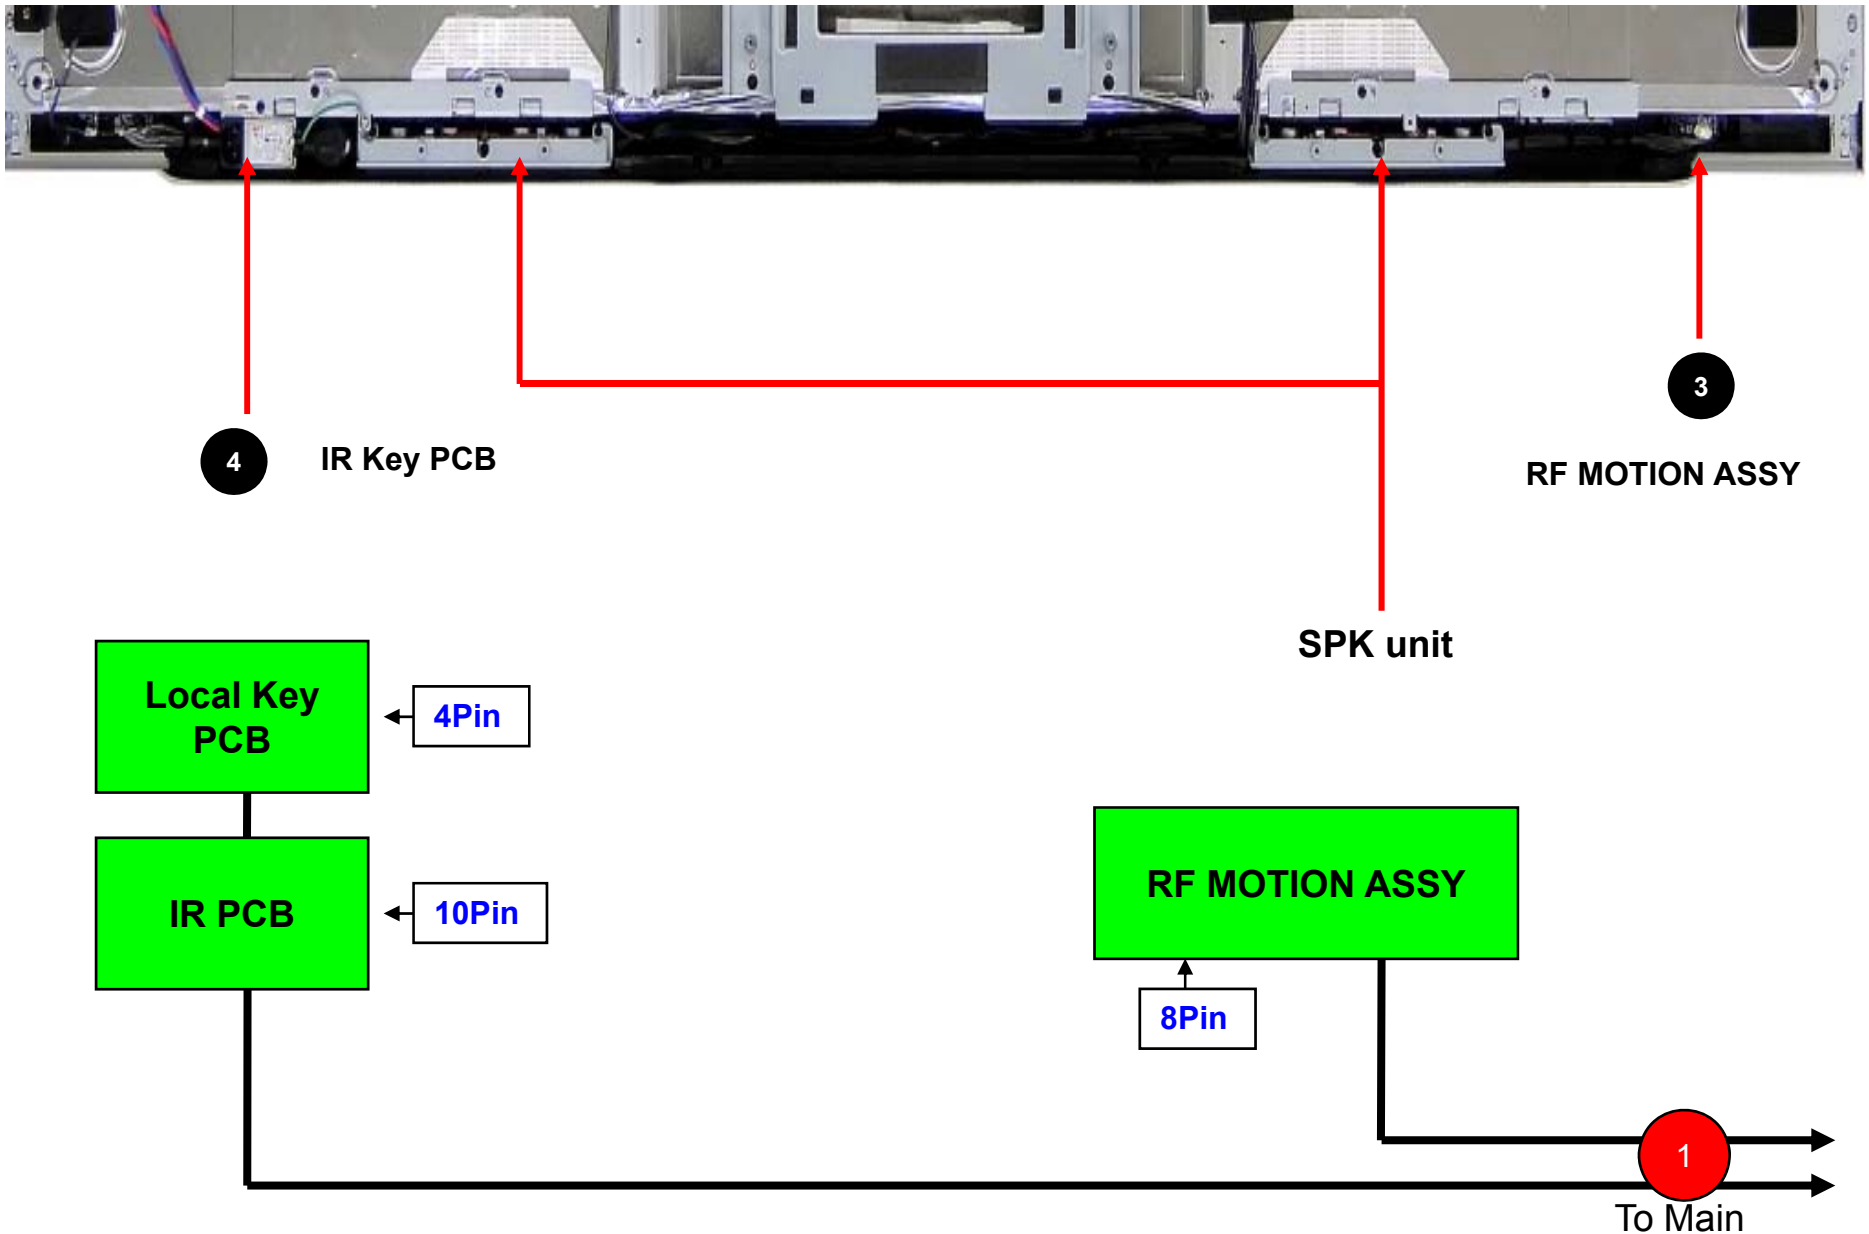 3
4
IR Key PCB
RF MOTION ASSY
SPK unit
Local Key
PCB
4Pin
IR PCB
10Pin
RF MOTION ASSY
8Pin
1
To Main